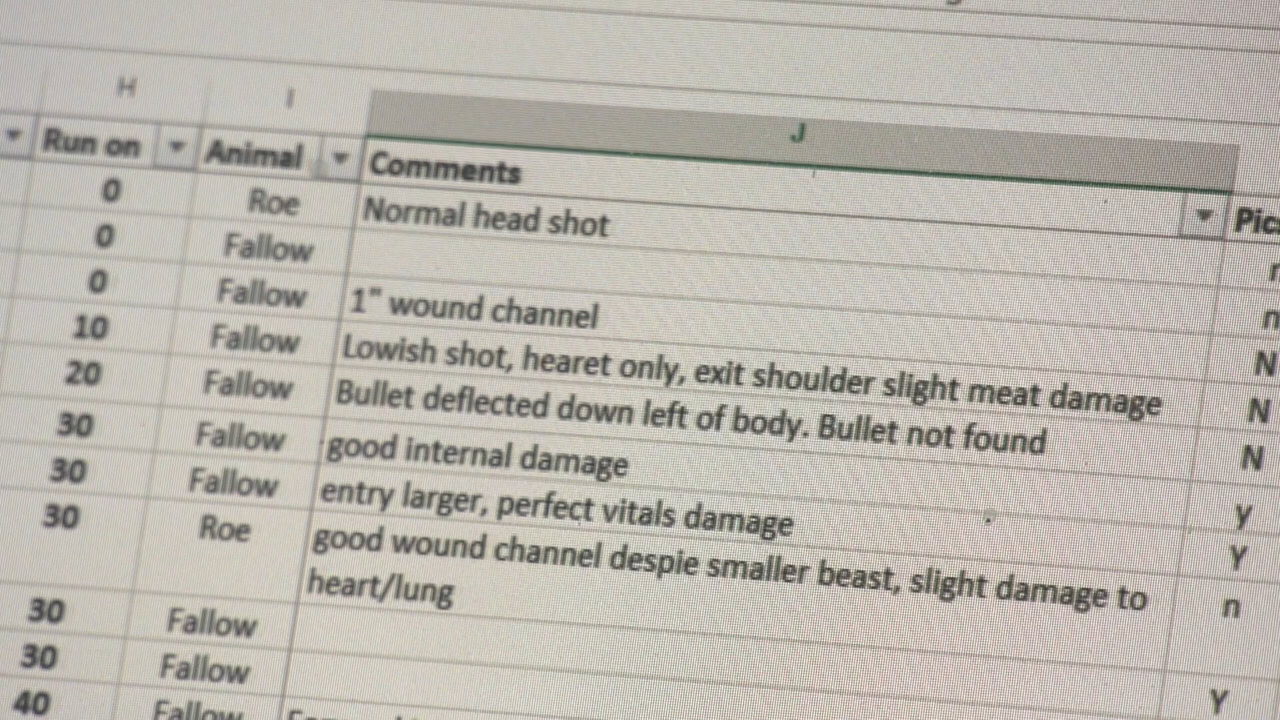 H I J
Run on Animal Comments Pic
0 Roe Normal head shot
0 Fallow n
0 Fallow 1" wound channel N
10 Fallow Lowish shot, hearet only, exit shoulder slight meat damage N
20 Fallow Bullet deflected down left of body. Bullet not found N
30 Fallow good internal damage y
30 Fallow entry larger, perfect vitals damage Y
30 Roe good wound channel despie smaller beast, slight damage to n
heart/lung
30 Fallow
30 Fallow Y
40 Fallow